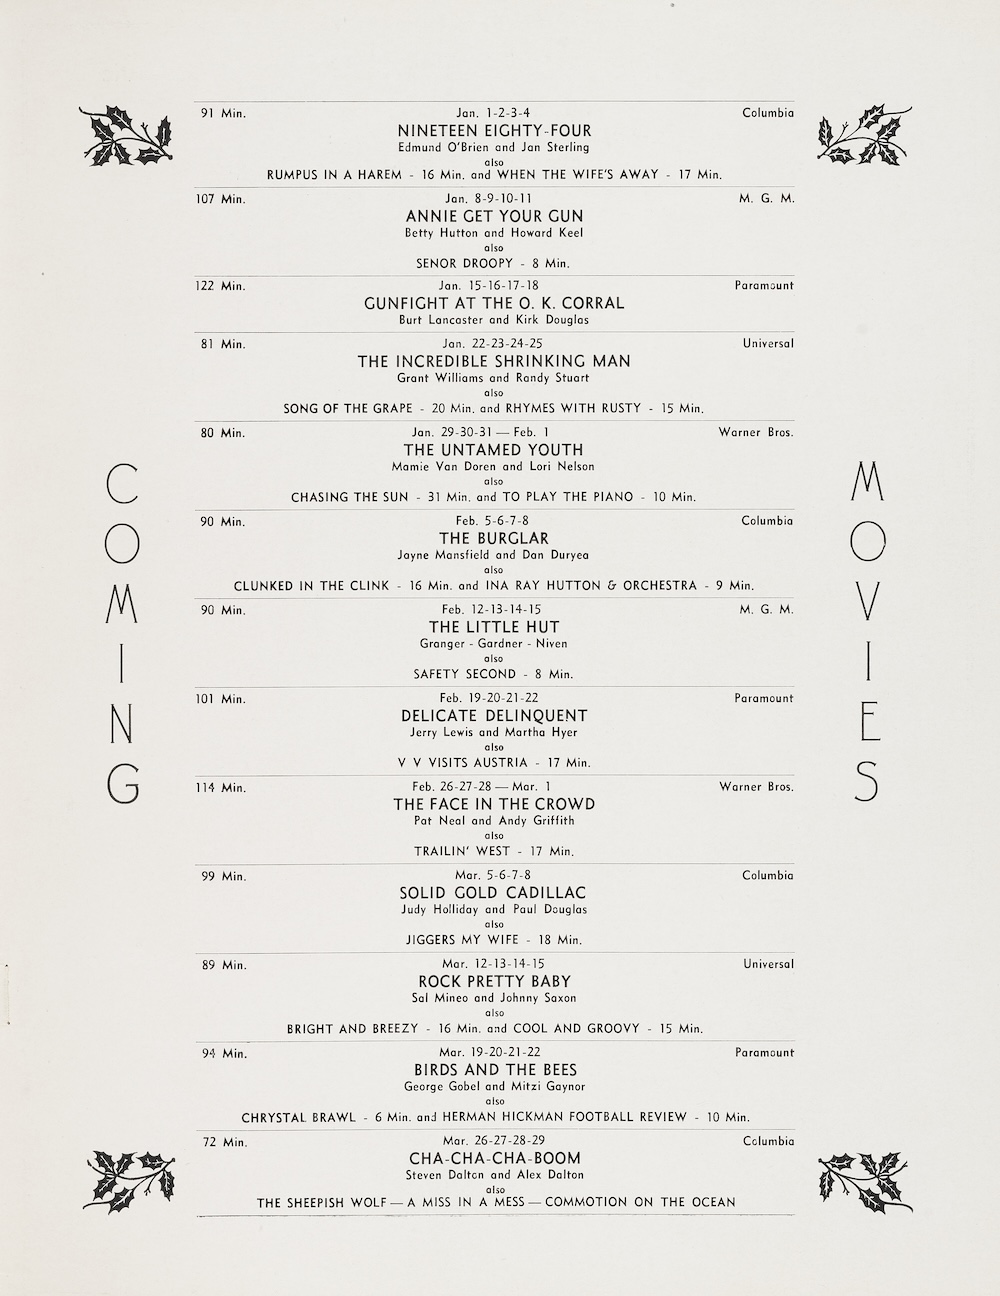 91 Min. Jan. 1-2-3-4 Columbia
NINETEEN EIGHTY-FOUR
Edmund O'Brien and Jan Sterling
also
RUMPUS IN A HAREM - 16 Min. and WHEN THE WIFE'S AWAY - 17 Min.
107 Min. Jan. 8-9-10-11 M. G. M.
ANNIE GET YOUR GUN
Betty Hutton and Howard Keel
also
SENOR DROOPY - 8 Min.
122 Min. Jan. 15-16-17-18 Paramount
GUNFIGHT AT THE O. K. CORRAL
Burt Lancaster and Kirk Douglas
81 Min. Jan. 22-23-24-25 Universal
THE INCREDIBLE SHRINKING MAN
Grant Williams and Randy Stuart
also
SONG OF THE GRAPE - 20 Min. and RHYMES WITH RUSTY - 15 Min.
80 Min. Jan. 29-30-31 — Feb. 1 Warner Bros.
THE UNTAMED YOUTH
Mamie Van Doren and Lori Nelson
also
CHASING THE SUN - 31 Min. and TO PLAY THE PIANO - 10 Min.
90 Min. Feb. 5-6-7-8 Columbia
THE BURGLAR
Jayne Mansfield and Dan Duryea
also
CLUNKED IN THE CLINK - 16 Min. and INA RAY HUTTON & ORCHESTRA - 9 Min.
90 Min. Feb. 12-13-14-15 M. G. M.
THE LITTLE HUT
Granger - Gardner - Niven
also
SAFETY SECOND - 8 Min.
101 Min. Feb. 19-20-21-22 Paramount
DELICATE DELINQUENT
Jerry Lewis and Martha Hyer
also
V V VISITS AUSTRIA - 17 Min.
114 Min. Feb. 26-27-28 — Mar. 1 Warner Bros.
THE FACE IN THE CROWD
Pat Neal and Andy Griffith
also
TRAILIN' WEST - 17 Min.
99 Min. Mar. 5-6-7-8 Columbia
SOLID GOLD CADILLAC
Judy Holliday and Paul Douglas
also
JIGGERS MY WIFE - 18 Min.
89 Min. Mar. 12-13-14-15 Universal
ROCK PRETTY BABY
Sal Mineo and Johnny Saxon
also
BRIGHT AND BREEZY - 16 Min. and COOL AND GROOVY - 15 Min.
94 Min. Mar. 19-20-21-22 Paramount
BIRDS AND THE BEES
George Gobel and Mitzi Gaynor
also
CHRYSTAL BRAWL - 6 Min. and HERMAN HICKMAN FOOTBALL REVIEW - 10 Min.
72 Min. Mar. 26-27-28-29 Columbia
CHA-CHA-CHA-BOOM
Steven Dalton and Alex Dalton
also
THE SHEEPISH WOLF — A MISS IN A MESS — COMMOTION ON THE OCEAN
COMING
MOVIES